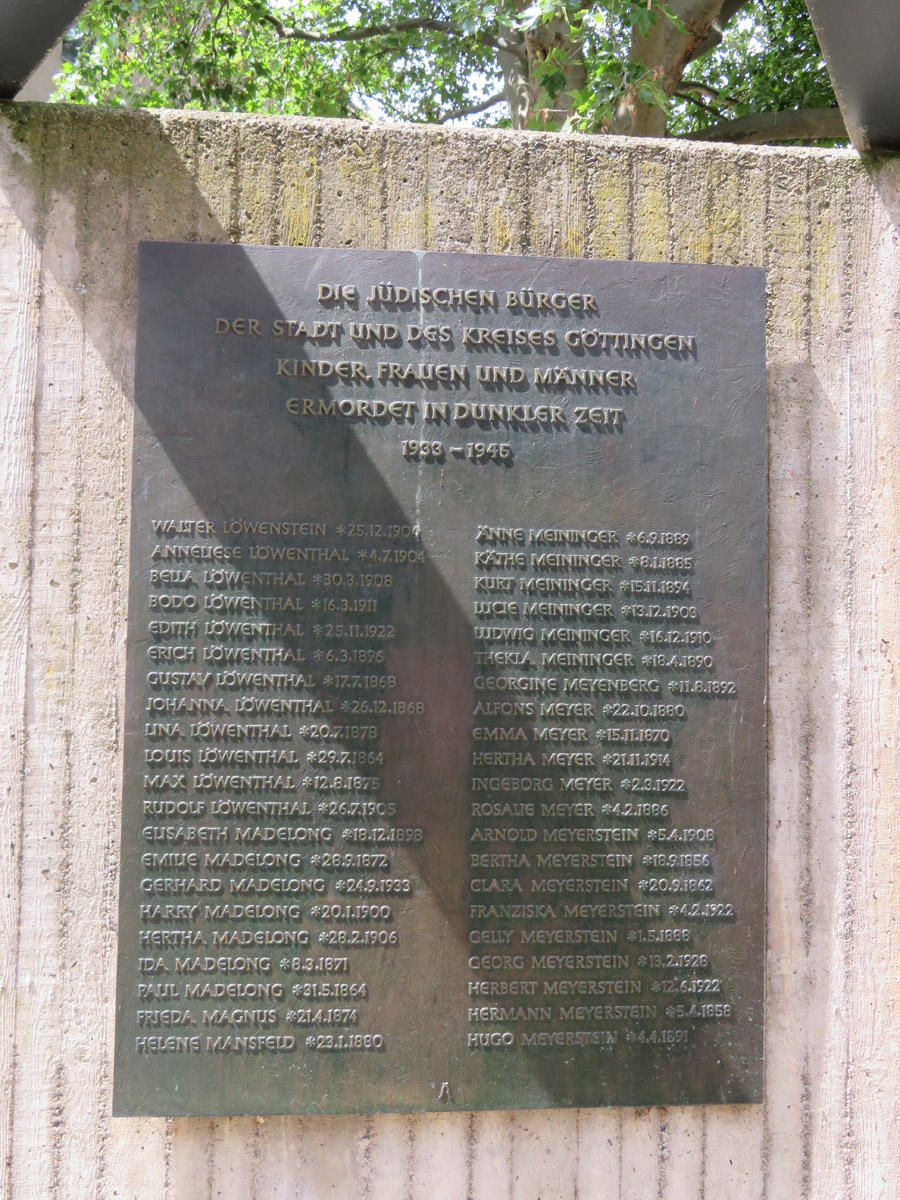 DIE JÜDISCHEN BÜRGER
DER STADT UND DES KREISES GÖTTINGEN
KINDER, FRAUEN UND MÄNNER
ERMORDET IN DUNKLER ZEIT
1933 – 1945
WALTER LÖWENSTEIN *25.12.1904
ANNELIESE LÖWENTHAL *4.7.1904
BELLA LÖWENTHAL *30.3.1908
BODO LÖWENTHAL *16.3.1911
EDITH LÖWENTHAL *25.11.1922
ERICH LÖWENTHAL *6.3.1896
GUSTAV LÖWENTHAL *17.7.1868
JOHANNA LÖWENTHAL *26.12.1868
LINA LÖWENTHAL *20.7.1878
LOUIS LÖWENTHAL *29.7.1864
MAX LÖWENTHAL *12.8.1875
RUDOLF LÖWENTHAL *26.7.1905
ELISABETH MADELONG *18.12.1898
EMILIE MADELONG *28.9.1872
GERHARD MADELONG *24.9.1933
HARRY MADELONG *20.1.1900
HERTHA MADELONG *28.2.1906
IDA MADELONG *8.3.1871
PAUL MADELONG *31.5.1864
FRIEDA MAGNUS *21.4.1874
HELENE MANSFELD *23.1.1880
ÄNNE MEININGER *6.9.1889
KÄTHE MEININGER *8.1.1885
KURT MEININGER *15.11.1894
LUCIE MEININGER *13.12.1903
LUDWIG MEININGER *16.12.1910
THEKLA MEININGER *18.4.1890
GEORGINE MEYENBERG *11.8.1892
ALFONS MEYER *22.10.1880
EMMA MEYER *15.11.1870
HERTHA MEYER *21.11.1914
INGEBORG MEYER *2.3.1922
ROSALIE MEYER *4.2.1886
ARNOLD MEYERSTEIN *5.4.1908
BERTHA MEYERSTEIN *18.9.1856
CLARA MEYERSTEIN *20.9.1862
FRANZISKA MEYERSTEIN *4.2.1922
GELLY MEYERSTEIN *1.5.1888
GEORG MEYERSTEIN *13.2.1928
HERBERT MEYERSTEIN *12.6.1922
HERMANN MEYERSTEIN *5.4.1858
HUGO MEYERSTEIN *4.4.1891